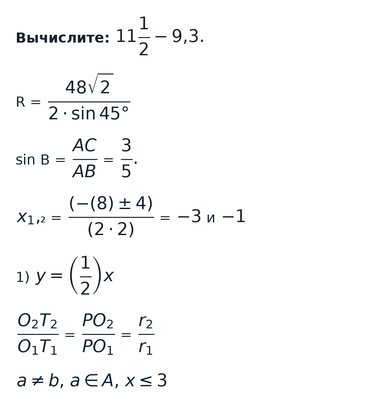 Вычислите: 11 1/2 − 9,3.
R = 48√2 / (2 · sin 45°)
sin B = AC/AB = 3/5.
x₁,₂ = (−(8) ± 4) / (2 · 2) = −3 и −1
1) y = (1/2)x
O₂T₂/O₁T₁ = PO₂/PO₁ = r₂/r₁
a ≠ b, a ∈ A, x ≤ 3